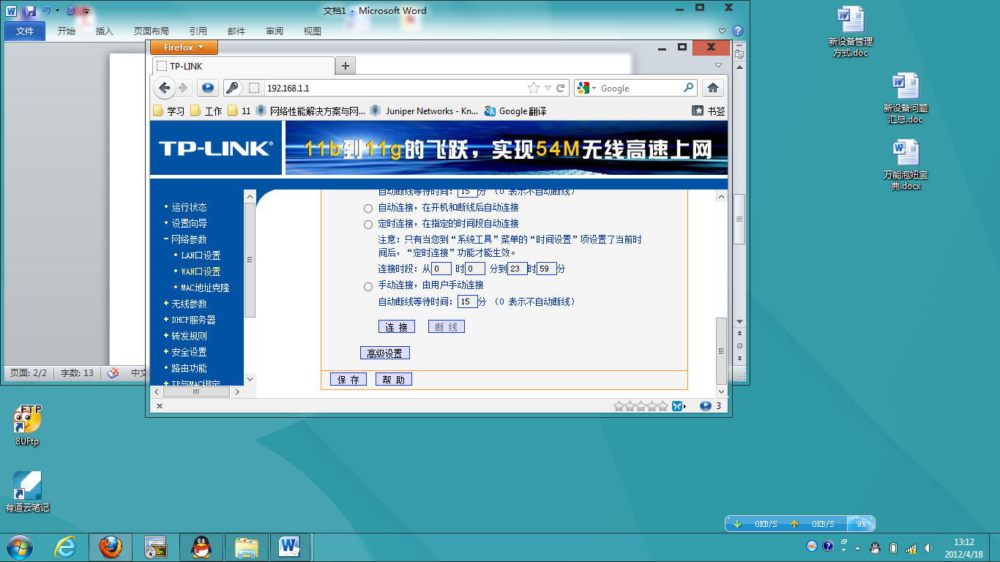 文档1 - Microsoft Word
文件 开始 插入 页面布局 引用 邮件 审阅 视图
Firefox
TP-LINK
192.168.1.1
Google
学习 工作 11 网络性能解决方案与网... Juniper Networks - Kn... Google 翻译 书签
TP-LINK®
11b到11g的飞跃，实现54M无线高速上网
运行状态
设置向导
网络参数
LAN口设置
WAN口设置
MAC地址克隆
无线参数
DHCP服务器
转发规则
安全设置
路由功能
IP与MAC绑定
自动断线等待时间：15分 （0 表示不自动断线）
自动连接，在开机和断线后自动连接
定时连接，在指定的时间段自动连接
注意：只有当您到“系统工具”菜单的“时间设置”项设置了当前时
间后，“定时连接”功能才能生效。
连接时段：从0 时0 分到23时59分
手动连接，由用户手动连接
自动断线等待时间：15分 （0 表示不自动断线）
连 接 断 线
高级设置
保 存 帮 助
3
页面: 2/2 字数: 13 中文
新设备管理
方式.doc
新设备问题
汇总.doc
万能泡妞宝
典.docx
FTP
8UFtp
有道云笔记
0KB/S 0KB/S 9%
13:12
2012/4/18